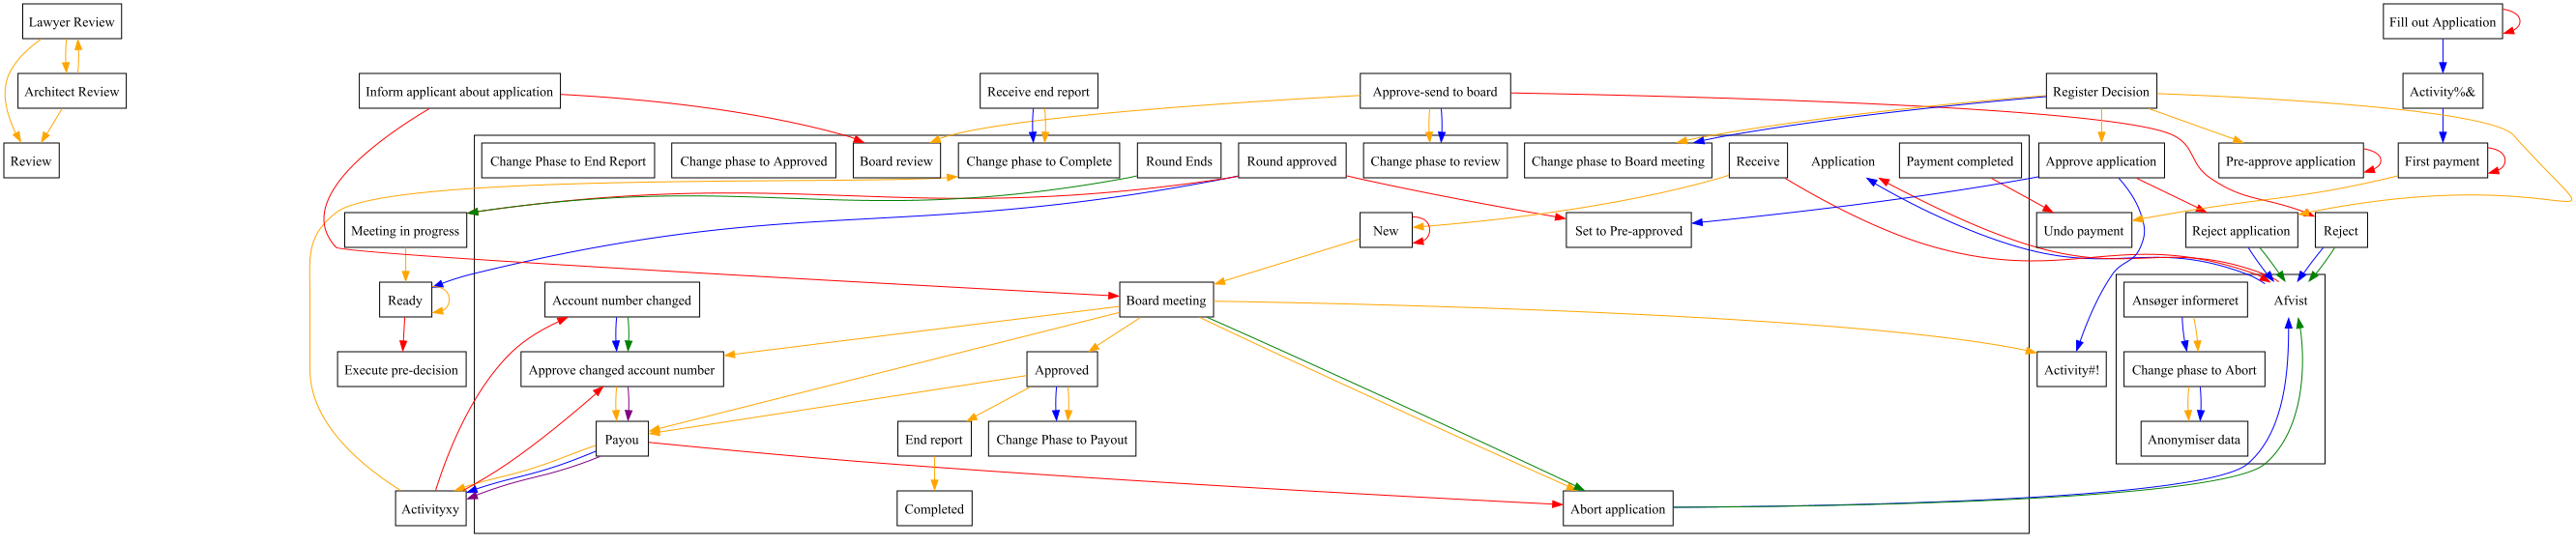 Lawyer Review
Fill out Application
Architect Review
Inform applicant about application
Receive end report
Approve-send to board
Register Decision
Activity%&
Review
Change Phase to End Report
Change phase to Approved
Board review
Change phase to Complete
Round Ends
Round approved
Change phase to review
Change phase to Board meeting
Receive
Application
Payment completed
Approve application
Pre-approve application
First payment
Meeting in progress
New
Set to Pre-approved
Undo payment
Reject application
Reject
Ready
Account number changed
Board meeting
Ansøger informeret
Afvist
Execute pre-decision
Approve changed account number
Approved
Activity#!
Change phase to Abort
Payou
End report
Change Phase to Payout
Anonymiser data
Activityxy
Completed
Abort application